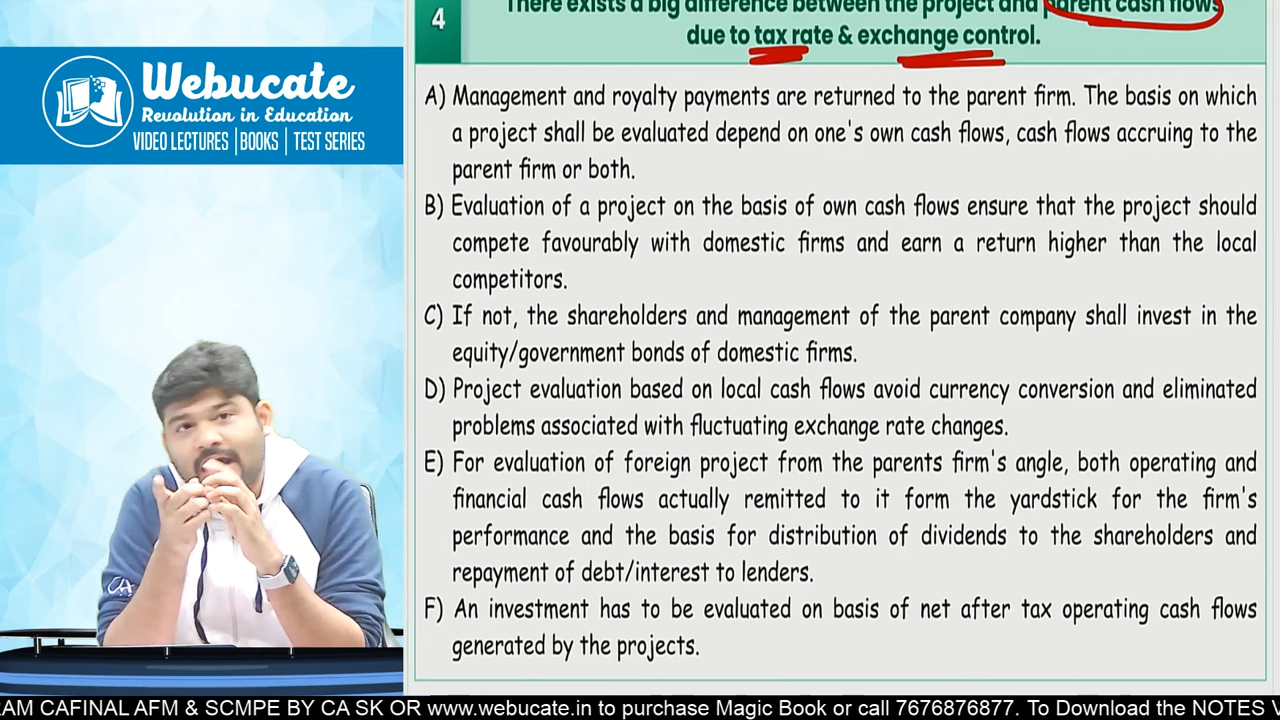 4
There exists a big difference between the project and parent cash flows
due to tax rate & exchange control.
Webucate
Revolution in Education
VIDEO LECTURES | BOOKS | TEST SERIES
A) Management and royalty payments are returned to the parent firm. The basis on which
a project shall be evaluated depend on one's own cash flows, cash flows accruing to the
parent firm or both.
B) Evaluation of a project on the basis of own cash flows ensure that the project should
compete favourably with domestic firms and earn a return higher than the local
competitors.
C) If not, the shareholders and management of the parent company shall invest in the
equity/government bonds of domestic firms.
D) Project evaluation based on local cash flows avoid currency conversion and eliminated
problems associated with fluctuating exchange rate changes.
E) For evaluation of foreign project from the parents firm's angle, both operating and
financial cash flows actually remitted to it form the yardstick for the firm's
performance and the basis for distribution of dividends to the shareholders and
repayment of debt/interest to lenders.
F) An investment has to be evaluated on basis of net after tax operating cash flows
generated by the projects.
CA
RAM CAFINAL AFM & SCMPE BY CA SK OR www.webucate.in to purchase Magic Book or call 7676876877. To Download the NOTES V